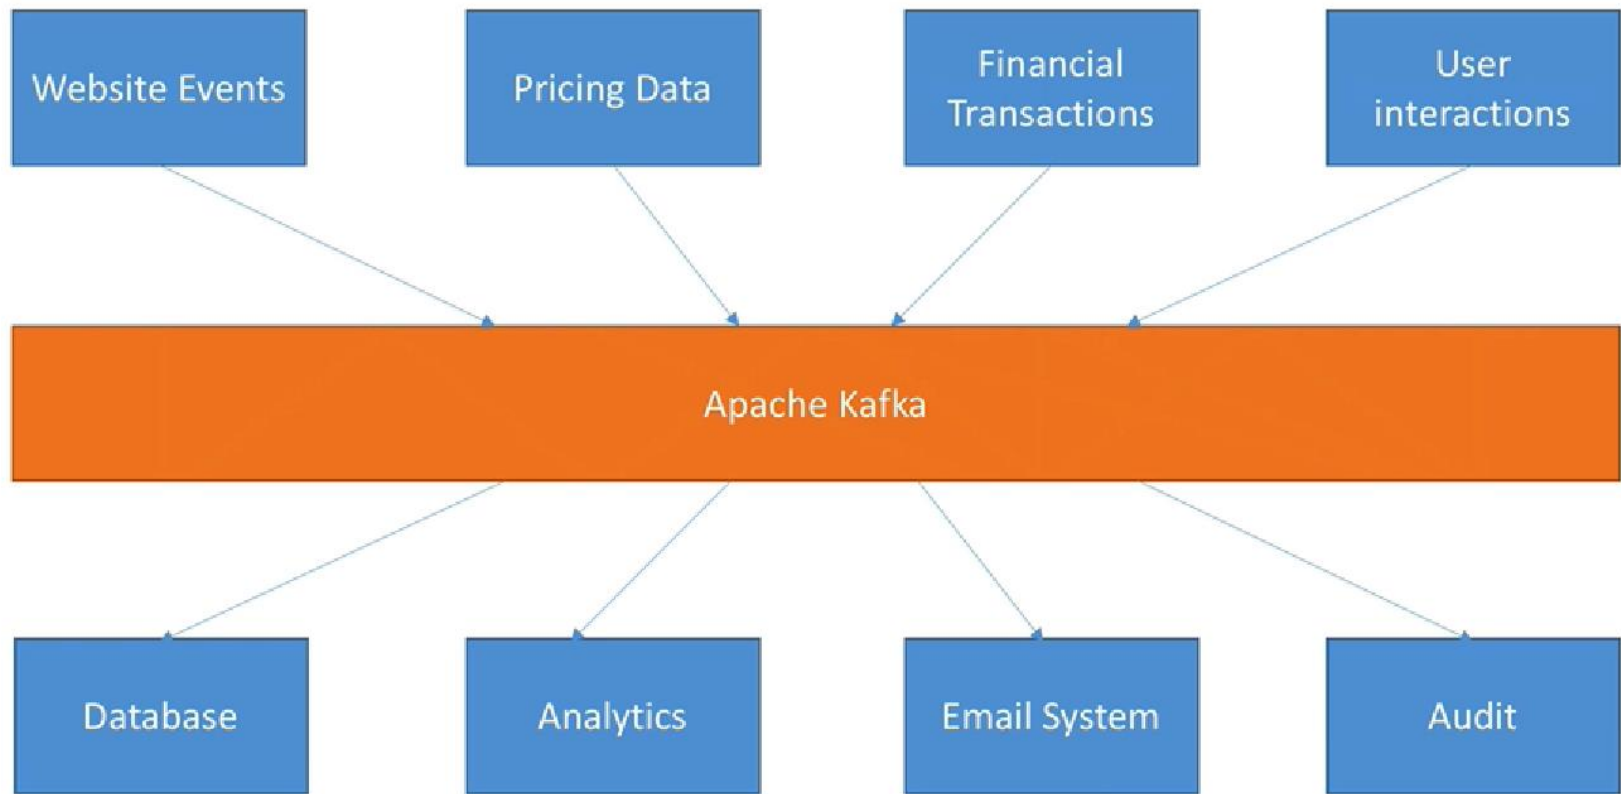 Website Events
Pricing Data
Financial
Transactions
User
interactions
Apache Kafka
Database
Analytics
Email System
Audit